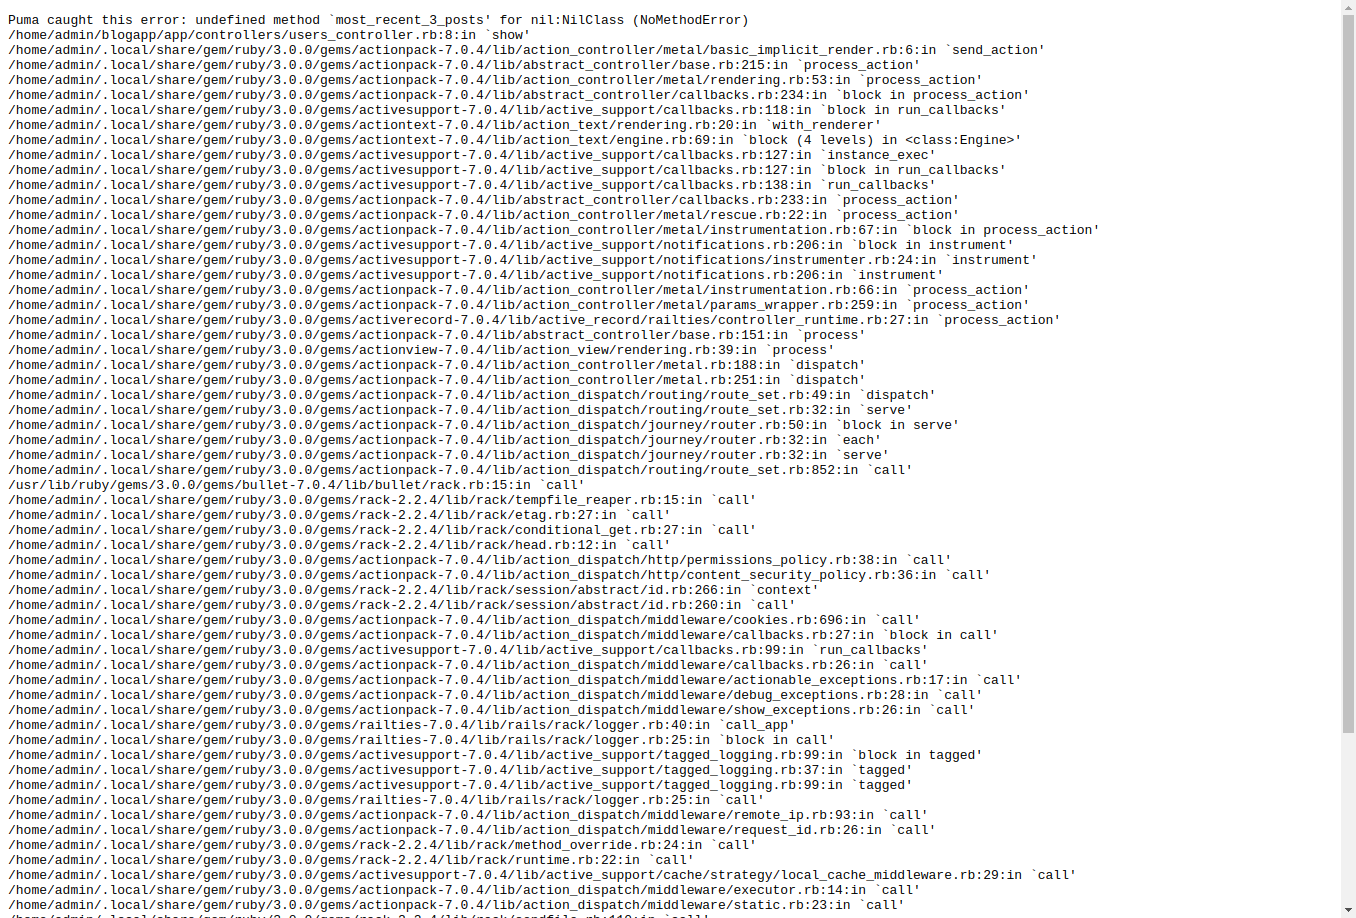 Puma caught this error: undefined method `most_recent_3_posts' for nil:NilClass (NoMethodError)
/home/admin/blogapp/app/controllers/users_controller.rb:8:in `show'
/home/admin/.local/share/gem/ruby/3.0.0/gems/actionpack-7.0.4/lib/action_controller/metal/basic_implicit_render.rb:6:in `send_action'
/home/admin/.local/share/gem/ruby/3.0.0/gems/actionpack-7.0.4/lib/abstract_controller/base.rb:215:in `process_action'
/home/admin/.local/share/gem/ruby/3.0.0/gems/actionpack-7.0.4/lib/action_controller/metal/rendering.rb:53:in `process_action'
/home/admin/.local/share/gem/ruby/3.0.0/gems/actionpack-7.0.4/lib/abstract_controller/callbacks.rb:234:in `block in process_action'
/home/admin/.local/share/gem/ruby/3.0.0/gems/activesupport-7.0.4/lib/active_support/callbacks.rb:118:in `block in run_callbacks'
/home/admin/.local/share/gem/ruby/3.0.0/gems/actiontext-7.0.4/lib/action_text/rendering.rb:20:in `with_renderer'
/home/admin/.local/share/gem/ruby/3.0.0/gems/actiontext-7.0.4/lib/action_text/engine.rb:69:in `block (4 levels) in <class:Engine>'
/home/admin/.local/share/gem/ruby/3.0.0/gems/activesupport-7.0.4/lib/active_support/callbacks.rb:127:in `instance_exec'
/home/admin/.local/share/gem/ruby/3.0.0/gems/activesupport-7.0.4/lib/active_support/callbacks.rb:127:in `block in run_callbacks'
/home/admin/.local/share/gem/ruby/3.0.0/gems/activesupport-7.0.4/lib/active_support/callbacks.rb:138:in `run_callbacks'
/home/admin/.local/share/gem/ruby/3.0.0/gems/actionpack-7.0.4/lib/abstract_controller/callbacks.rb:233:in `process_action'
/home/admin/.local/share/gem/ruby/3.0.0/gems/actionpack-7.0.4/lib/action_controller/metal/rescue.rb:22:in `process_action'
/home/admin/.local/share/gem/ruby/3.0.0/gems/actionpack-7.0.4/lib/action_controller/metal/instrumentation.rb:67:in `block in process_action'
/home/admin/.local/share/gem/ruby/3.0.0/gems/activesupport-7.0.4/lib/active_support/notifications.rb:206:in `block in instrument'
/home/admin/.local/share/gem/ruby/3.0.0/gems/activesupport-7.0.4/lib/active_support/notifications/instrumenter.rb:24:in `instrument'
/home/admin/.local/share/gem/ruby/3.0.0/gems/activesupport-7.0.4/lib/active_support/notifications.rb:206:in `instrument'
/home/admin/.local/share/gem/ruby/3.0.0/gems/actionpack-7.0.4/lib/action_controller/metal/instrumentation.rb:66:in `process_action'
/home/admin/.local/share/gem/ruby/3.0.0/gems/actionpack-7.0.4/lib/action_controller/metal/params_wrapper.rb:259:in `process_action'
/home/admin/.local/share/gem/ruby/3.0.0/gems/activerecord-7.0.4/lib/active_record/railties/controller_runtime.rb:27:in `process_action'
/home/admin/.local/share/gem/ruby/3.0.0/gems/actionpack-7.0.4/lib/abstract_controller/base.rb:151:in `process'
/home/admin/.local/share/gem/ruby/3.0.0/gems/actionview-7.0.4/lib/action_view/rendering.rb:39:in `process'
/home/admin/.local/share/gem/ruby/3.0.0/gems/actionpack-7.0.4/lib/action_controller/metal.rb:188:in `dispatch'
/home/admin/.local/share/gem/ruby/3.0.0/gems/actionpack-7.0.4/lib/action_controller/metal.rb:251:in `dispatch'
/home/admin/.local/share/gem/ruby/3.0.0/gems/actionpack-7.0.4/lib/action_dispatch/routing/route_set.rb:49:in `dispatch'
/home/admin/.local/share/gem/ruby/3.0.0/gems/actionpack-7.0.4/lib/action_dispatch/routing/route_set.rb:32:in `serve'
/home/admin/.local/share/gem/ruby/3.0.0/gems/actionpack-7.0.4/lib/action_dispatch/journey/router.rb:50:in `block in serve'
/home/admin/.local/share/gem/ruby/3.0.0/gems/actionpack-7.0.4/lib/action_dispatch/journey/router.rb:32:in `each'
/home/admin/.local/share/gem/ruby/3.0.0/gems/actionpack-7.0.4/lib/action_dispatch/journey/router.rb:32:in `serve'
/home/admin/.local/share/gem/ruby/3.0.0/gems/actionpack-7.0.4/lib/action_dispatch/routing/route_set.rb:852:in `call'
/usr/lib/ruby/gems/3.0.0/gems/bullet-7.0.4/lib/bullet/rack.rb:15:in `call'
/home/admin/.local/share/gem/ruby/3.0.0/gems/rack-2.2.4/lib/rack/tempfile_reaper.rb:15:in `call'
/home/admin/.local/share/gem/ruby/3.0.0/gems/rack-2.2.4/lib/rack/etag.rb:27:in `call'
/home/admin/.local/share/gem/ruby/3.0.0/gems/rack-2.2.4/lib/rack/conditional_get.rb:27:in `call'
/home/admin/.local/share/gem/ruby/3.0.0/gems/rack-2.2.4/lib/rack/head.rb:12:in `call'
/home/admin/.local/share/gem/ruby/3.0.0/gems/actionpack-7.0.4/lib/action_dispatch/http/permissions_policy.rb:38:in `call'
/home/admin/.local/share/gem/ruby/3.0.0/gems/actionpack-7.0.4/lib/action_dispatch/http/content_security_policy.rb:36:in `call'
/home/admin/.local/share/gem/ruby/3.0.0/gems/rack-2.2.4/lib/rack/session/abstract/id.rb:266:in `context'
/home/admin/.local/share/gem/ruby/3.0.0/gems/rack-2.2.4/lib/rack/session/abstract/id.rb:260:in `call'
/home/admin/.local/share/gem/ruby/3.0.0/gems/actionpack-7.0.4/lib/action_dispatch/middleware/cookies.rb:696:in `call'
/home/admin/.local/share/gem/ruby/3.0.0/gems/actionpack-7.0.4/lib/action_dispatch/middleware/callbacks.rb:27:in `block in call'
/home/admin/.local/share/gem/ruby/3.0.0/gems/activesupport-7.0.4/lib/active_support/callbacks.rb:99:in `run_callbacks'
/home/admin/.local/share/gem/ruby/3.0.0/gems/actionpack-7.0.4/lib/action_dispatch/middleware/callbacks.rb:26:in `call'
/home/admin/.local/share/gem/ruby/3.0.0/gems/actionpack-7.0.4/lib/action_dispatch/middleware/actionable_exceptions.rb:17:in `call'
/home/admin/.local/share/gem/ruby/3.0.0/gems/actionpack-7.0.4/lib/action_dispatch/middleware/debug_exceptions.rb:28:in `call'
/home/admin/.local/share/gem/ruby/3.0.0/gems/actionpack-7.0.4/lib/action_dispatch/middleware/show_exceptions.rb:26:in `call'
/home/admin/.local/share/gem/ruby/3.0.0/gems/railties-7.0.4/lib/rails/rack/logger.rb:40:in `call_app'
/home/admin/.local/share/gem/ruby/3.0.0/gems/railties-7.0.4/lib/rails/rack/logger.rb:25:in `block in call'
/home/admin/.local/share/gem/ruby/3.0.0/gems/activesupport-7.0.4/lib/active_support/tagged_logging.rb:99:in `block in tagged'
/home/admin/.local/share/gem/ruby/3.0.0/gems/activesupport-7.0.4/lib/active_support/tagged_logging.rb:37:in `tagged'
/home/admin/.local/share/gem/ruby/3.0.0/gems/activesupport-7.0.4/lib/active_support/tagged_logging.rb:99:in `tagged'
/home/admin/.local/share/gem/ruby/3.0.0/gems/railties-7.0.4/lib/rails/rack/logger.rb:25:in `call'
/home/admin/.local/share/gem/ruby/3.0.0/gems/actionpack-7.0.4/lib/action_dispatch/middleware/remote_ip.rb:93:in `call'
/home/admin/.local/share/gem/ruby/3.0.0/gems/actionpack-7.0.4/lib/action_dispatch/middleware/request_id.rb:26:in `call'
/home/admin/.local/share/gem/ruby/3.0.0/gems/rack-2.2.4/lib/rack/method_override.rb:24:in `call'
/home/admin/.local/share/gem/ruby/3.0.0/gems/rack-2.2.4/lib/rack/runtime.rb:22:in `call'
/home/admin/.local/share/gem/ruby/3.0.0/gems/activesupport-7.0.4/lib/active_support/cache/strategy/local_cache_middleware.rb:29:in `call'
/home/admin/.local/share/gem/ruby/3.0.0/gems/actionpack-7.0.4/lib/action_dispatch/middleware/executor.rb:14:in `call'
/home/admin/.local/share/gem/ruby/3.0.0/gems/actionpack-7.0.4/lib/action_dispatch/middleware/static.rb:23:in `call'
/home/admin/.local/share/gem/ruby/3.0.0/gems/rack-2.2.4/lib/rack/sendfile.rb:110:in `call'